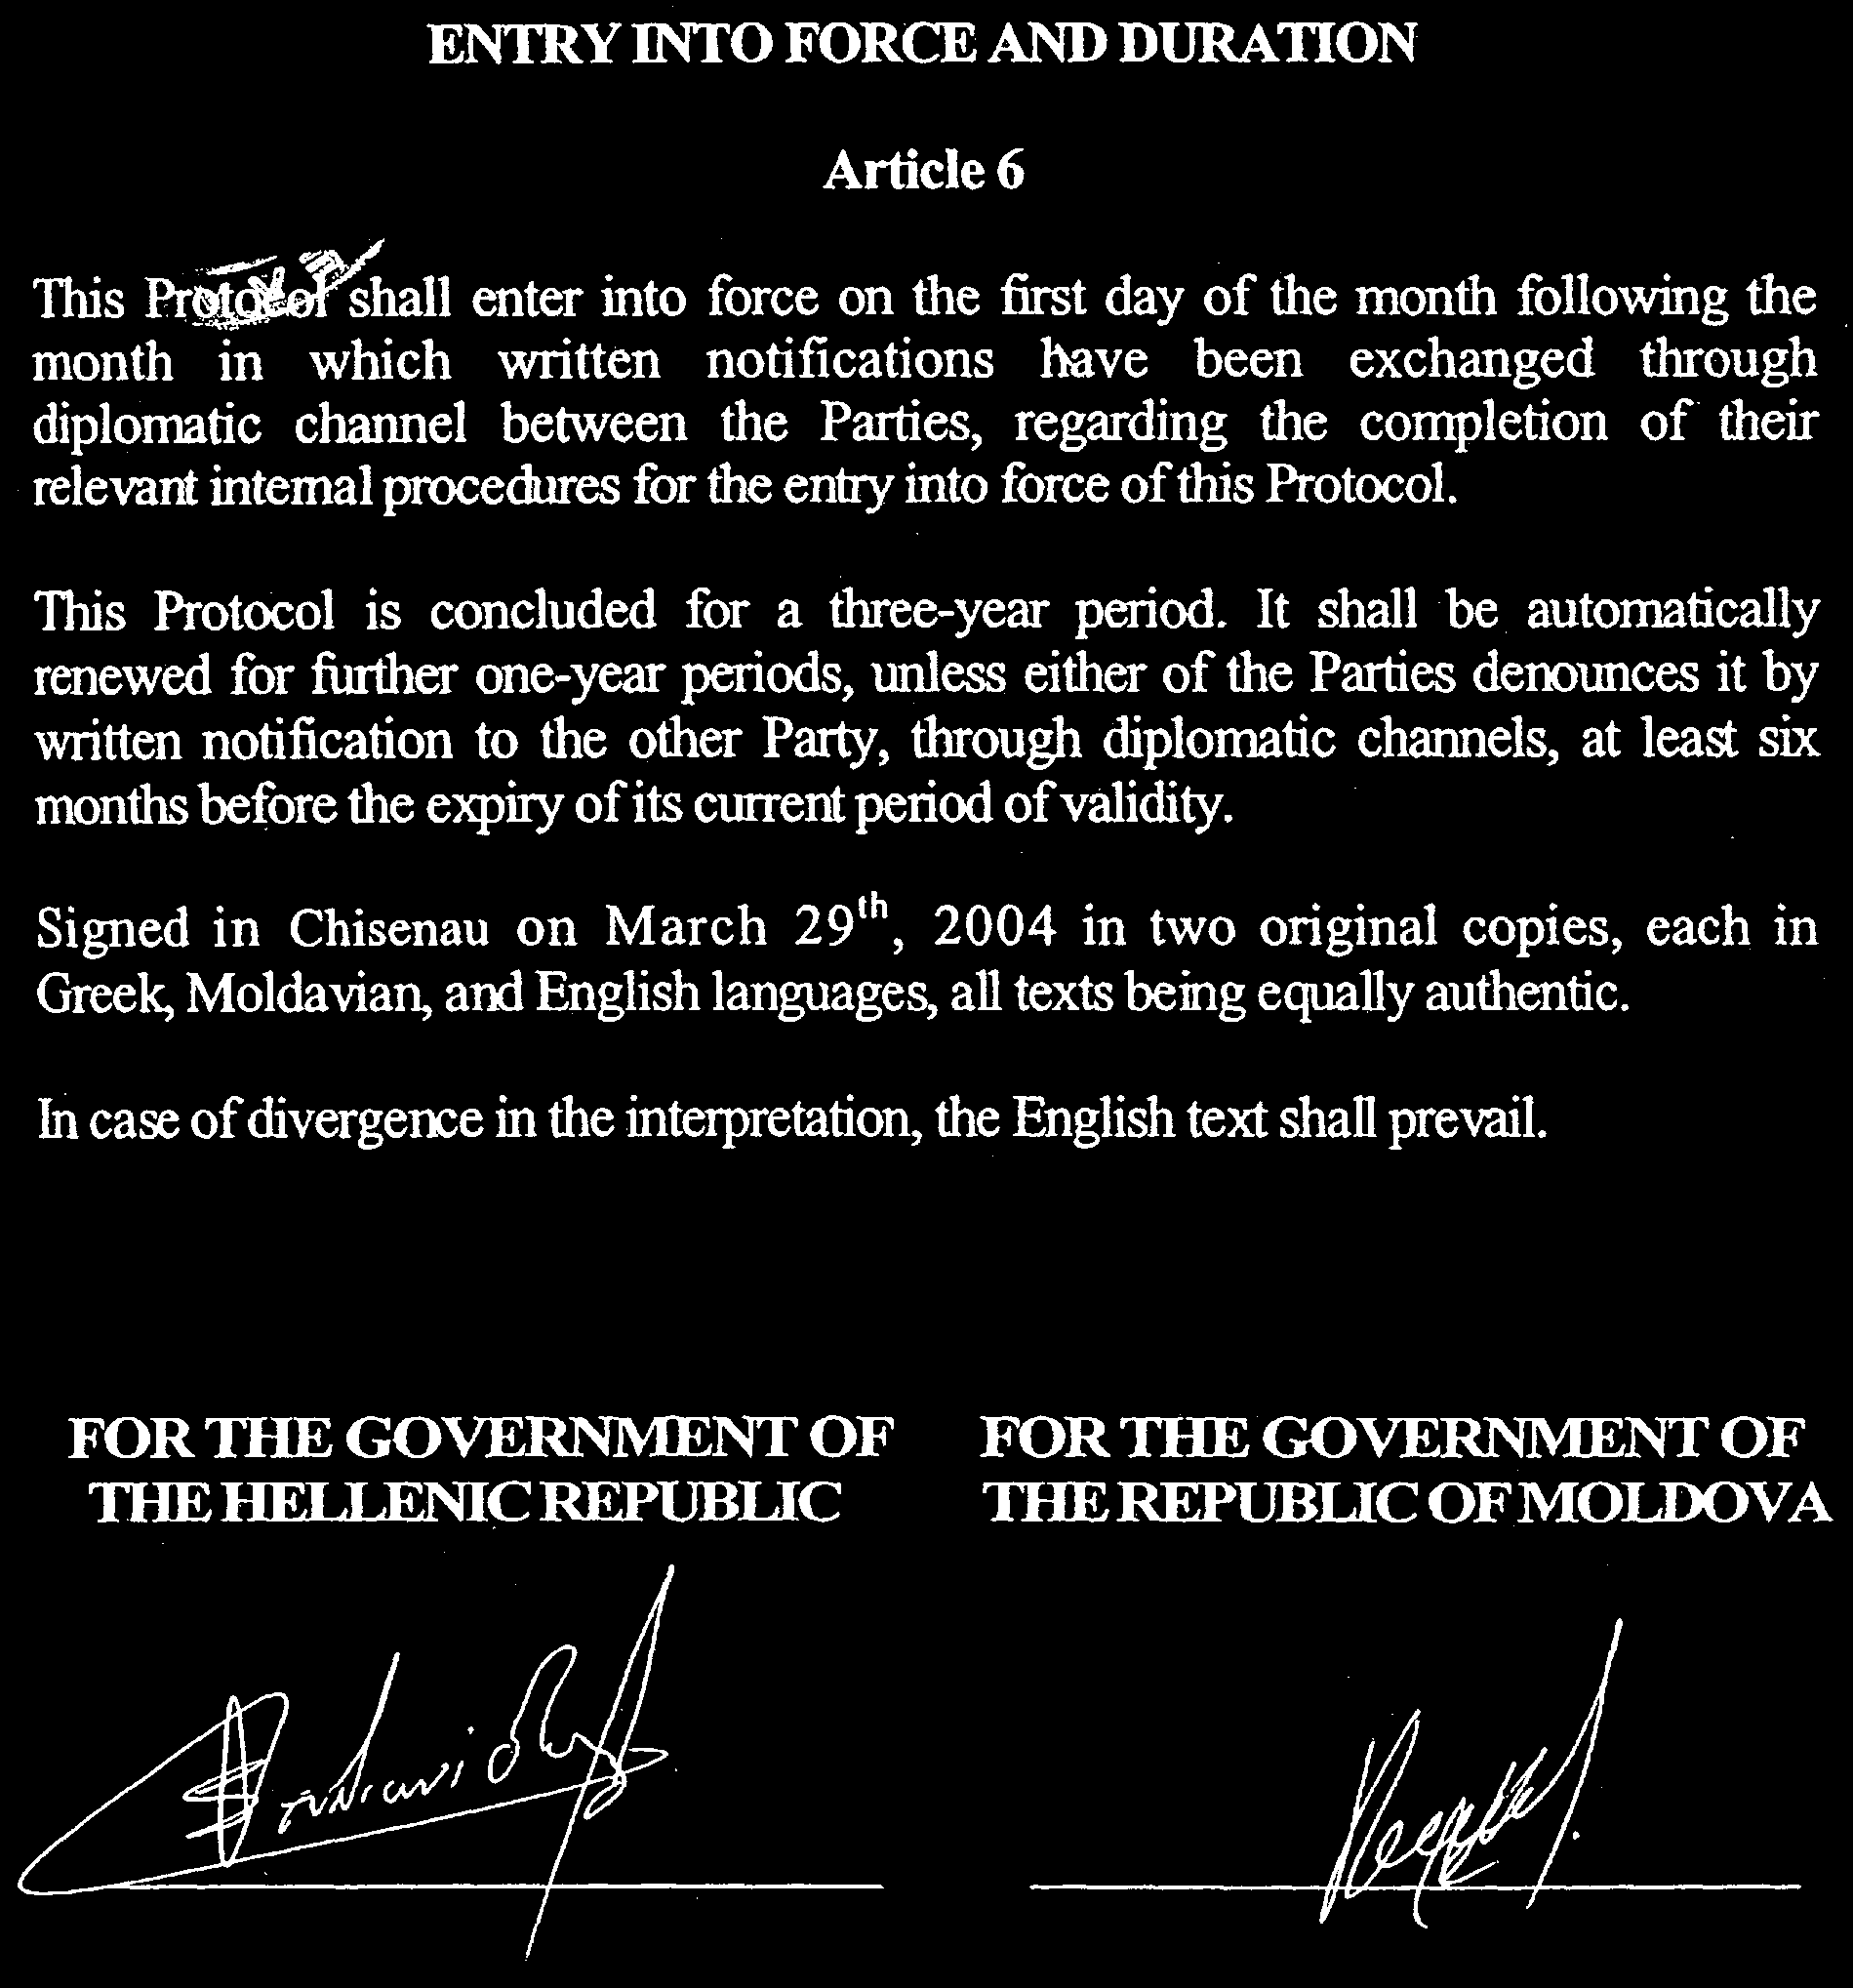 ENTRY INTO FORCE AND DURATION
Article 6
This Protocol shall enter into force on the first day of the month following the
month in which written notifications have been exchanged through
diplomatic channel between the Parties, regarding the completion of their
relevant internal procedures for the entry into force of this Protocol.
This Protocol is concluded for a three-year period. It shall be automatically
renewed for further one-year periods, unless either of the Parties denounces it by
written notification to the other Party, through diplomatic channels, at least six
months before the expiry of its current period of validity.
Signed in Chisenau on March 29th, 2004 in two original copies, each in
Greek, Moldavian, and English languages, all texts being equally authentic.
In case of divergence in the interpretation, the English text shall prevail.
FOR THE GOVERNMENT OF
THE HELLENIC REPUBLIC
FOR THE GOVERNMENT OF
THE REPUBLIC OF MOLDOVA